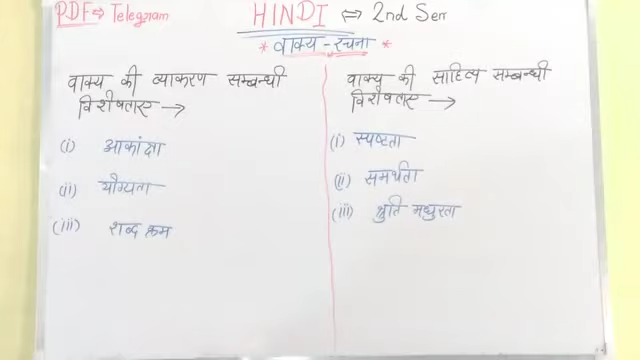 PDF ⇒ Telegram
HINDI ⇔ 2nd Sem
* वाक्य - रचना *
वाक्य की व्याकरण सम्बन्धी
विशेषताए →
(i) आकांक्षा
(ii) योग्यता
(iii) शब्द क्रम
वाक्य की साहित्य सम्बन्धी
विशेषताए →
(i) स्पष्टता
(ii) समर्थता
(iii) श्रुति मधुरता